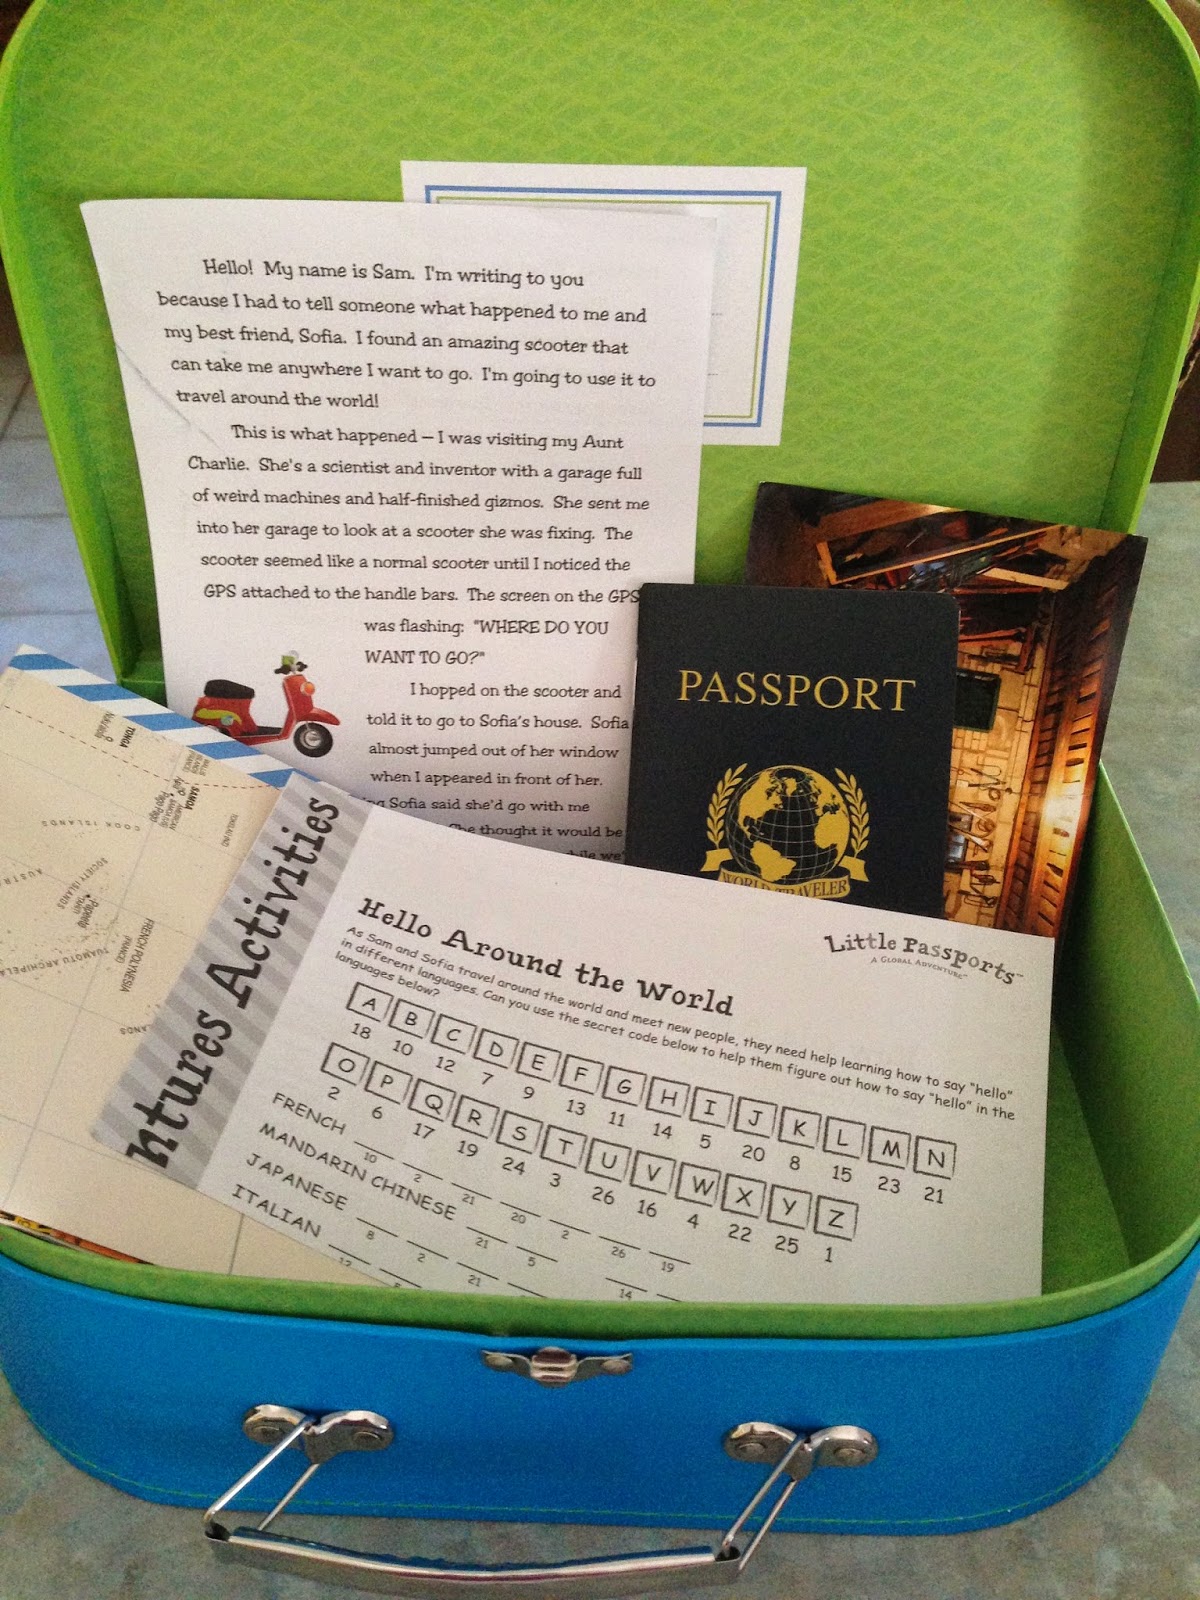 Hello! My name is Sam. I'm writing to you
because I had to tell someone what happened to me and
my best friend, Sofia. I found an amazing scooter that
can take me anywhere I want to go. I'm going to use it to
travel around the world!
This is what happened – I was visiting my Aunt
Charlie. She's a scientist and inventor with a garage full
of weird machines and half-finished gizmos. She sent me
into her garage to look at a scooter she was fixing. The
scooter seemed like a normal scooter until I noticed the
GPS attached to the handle bars. The screen on the GPS
was flashing: "WHERE DO YOU
WANT TO GO?"
I hopped on the scooter and
told it to go to Sofia's house. Sofia
almost jumped out of her window
when I appeared in front of her.
Sofia said she'd go with me
thought it would be
PASSPORT
WORLD TRAVELER
TONGA
SAMOA
COOK ISLANDS
SOCIETY ISLANDS
Papeete
FRENCH POLYNESIA
(FRANCE)
ntures Activities
Little Passports
A GLOBAL ADVENTURE
Hello Around the World
As Sam and Sofia travel around the world and meet new people, they need help learning how to say "hello"
in different languages. Can you use the secret code below to help them figure out how to say "hello" in the
languages below?
A B C D E F G H I J K L M N
18 10 12 7 9 13 11 14 5 20 8 15 23 21
O P Q R S T U V W X Y Z
2 6 17 19 24 3 26 16 4 22 25 1
FRENCH
10 2 21 20 2 26 19
MANDARIN CHINESE
21 5 14
JAPANESE
8 2 21
ITALIAN